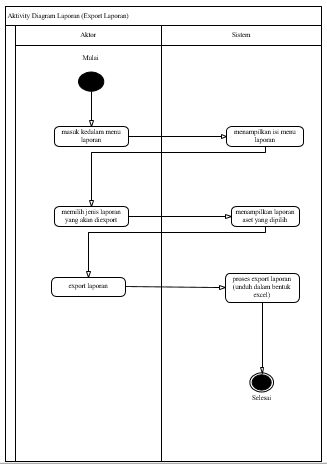 Aktivity Diagram Laporan (Export Laporan)
Aktor
Sistem
Mulai
masuk kedalam menu
laporan
menampilkan isi menu
laporan
memilih jenis laporan
yang akan diexport
menampilkan laporan
aset yang dipilih
export laporan
proses export laporan
(unduh dalam bentuk
excel)
Selesai